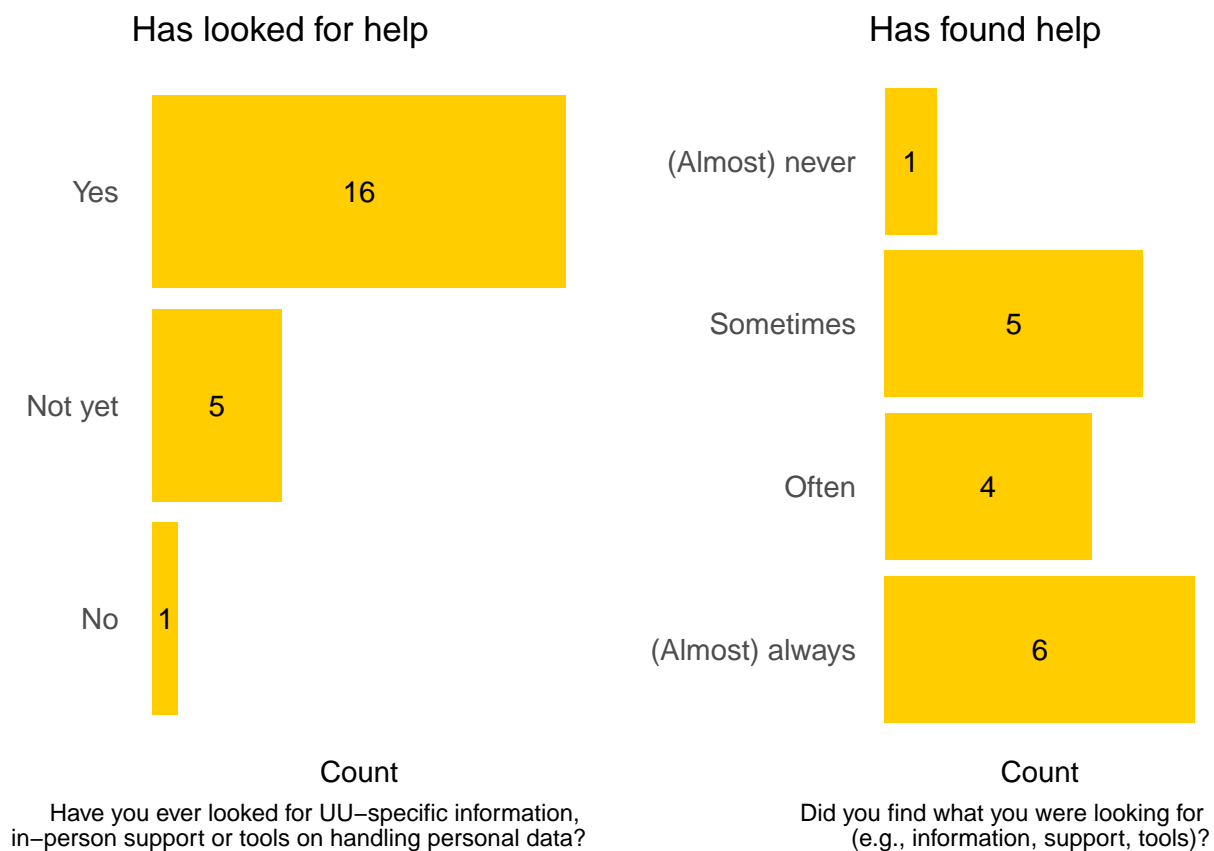 Has looked for help
Yes
16
Not yet
5
No
1
Count
Have you ever looked for UU−specific information,
in−person support or tools on handling personal data?
Has found help
(Almost) never
1
Sometimes
5
Often
4
(Almost) always
6
Count
Did you find what you were looking for
(e.g., information, support, tools)?